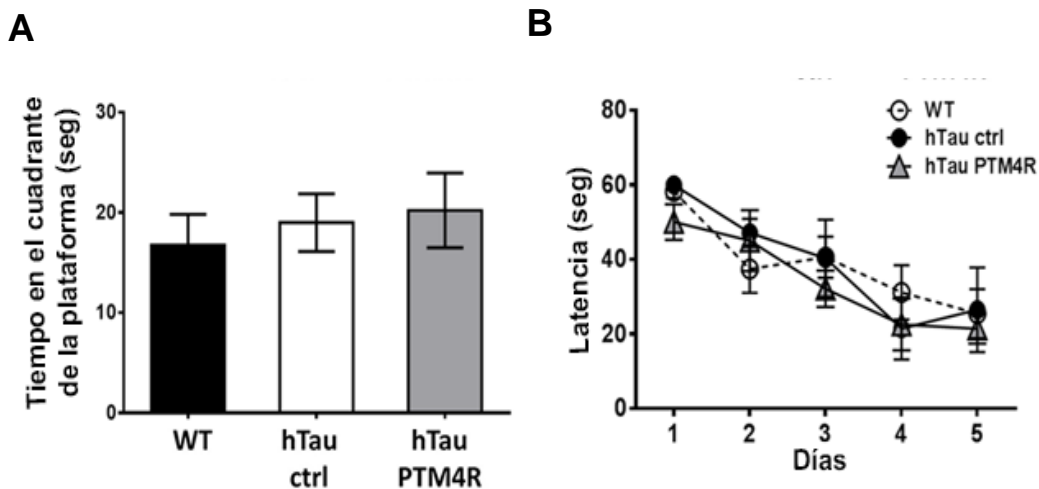 A
B
Tiempo en el cuadrante
de la plataforma (seg)
30
20
10
0
WT
hTau
ctrl
hTau
PTM4R
Latencia (seg)
80
60
40
20
0
WT
hTau ctrl
hTau PTM4R
1 2 3 4 5
Días